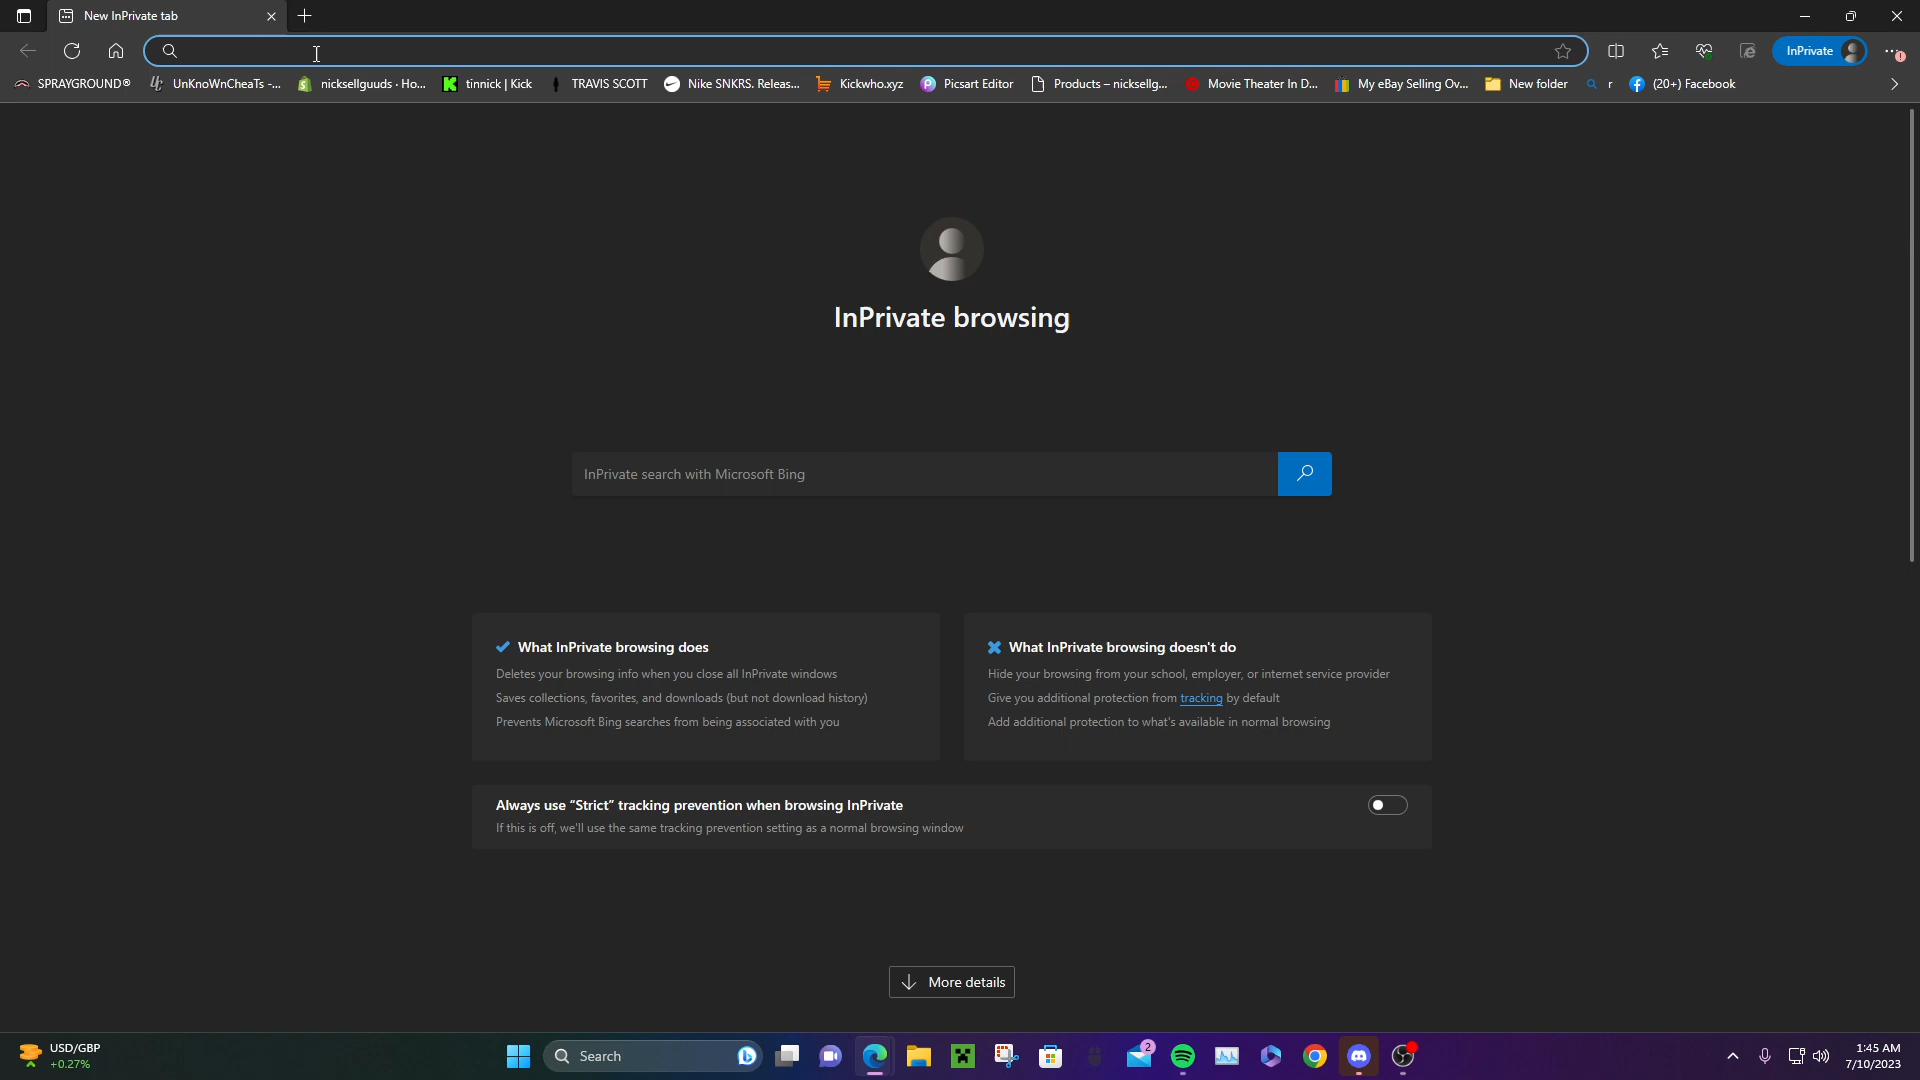 New InPrivate tab
InPrivate
SPRAYGROUND® UnKnoWnCheaTs -... nicksellguuds · Ho... tinnick | Kick TRAVIS SCOTT Nike SNKRS. Releas... Kickwho.xyz Picsart Editor Products – nicksellg... Movie Theater In D... My eBay Selling Ov... New folder r (20+) Facebook
InPrivate browsing
InPrivate search with Microsoft Bing
What InPrivate browsing does
Deletes your browsing info when you close all InPrivate windows
Saves collections, favorites, and downloads (but not download history)
Prevents Microsoft Bing searches from being associated with you
What InPrivate browsing doesn't do
Hide your browsing from your school, employer, or internet service provider
Give you additional protection from tracking by default
Add additional protection to what's available in normal browsing
Always use “Strict” tracking prevention when browsing InPrivate
If this is off, we'll use the same tracking prevention setting as a normal browsing window
More details
USD/GBP
+0.27%
Search
2
1:45 AM
7/10/2023